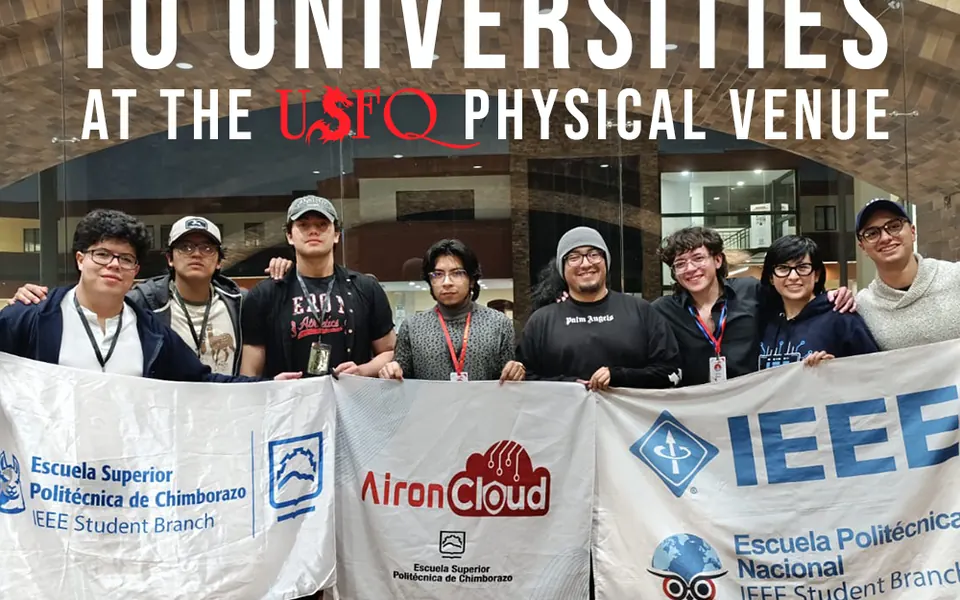 10 UNIVERSITIES
AT THE USFQ PHYSICAL VENUE
Athletics
Palm Angels
Escuela Superior
Politécnica de Chimborazo
IEEE Student Branch
AironCloud
Escuela Superior
Politécnica de Chimborazo
IEEE
®
Escuela Politécnica
Nacional
IEEE Student Branch